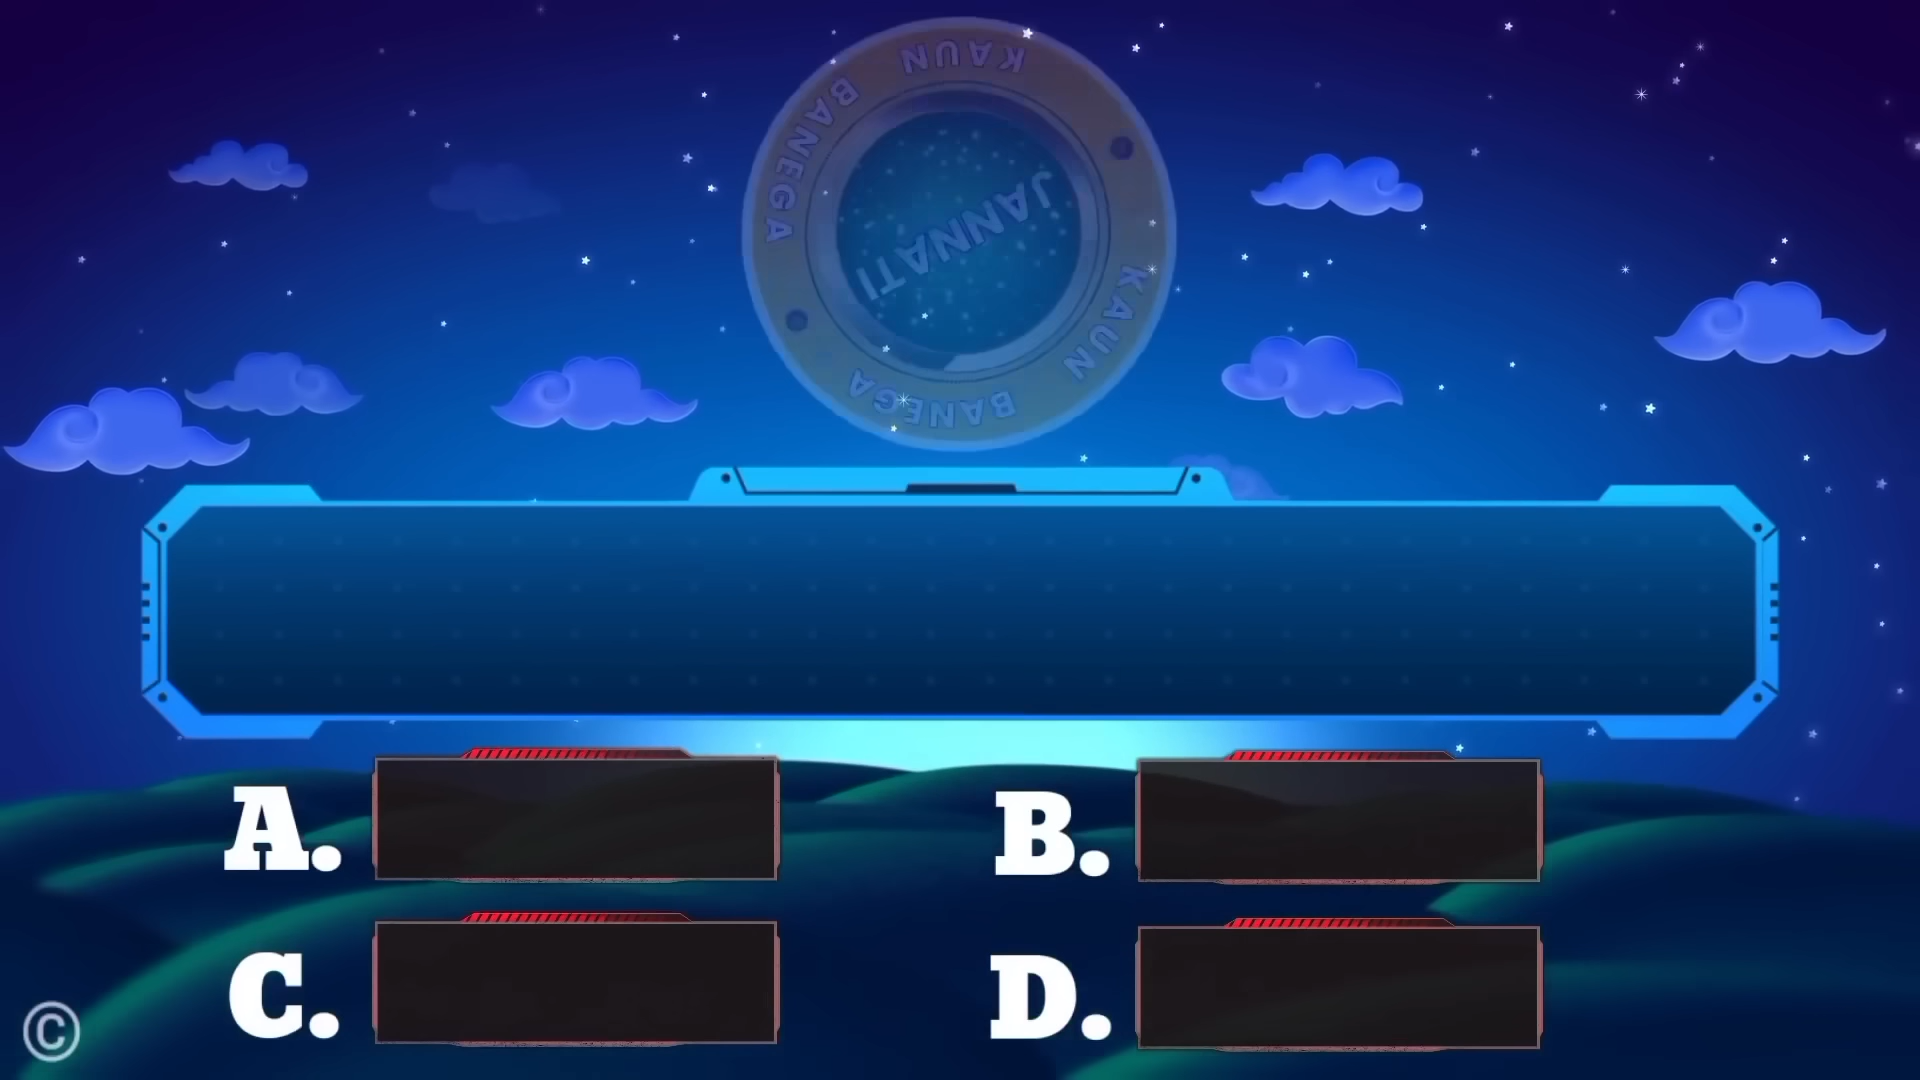 KAUN
BANEGA
JANNATI
KAUN
BANEGA
A.
B.
C.
D.
©